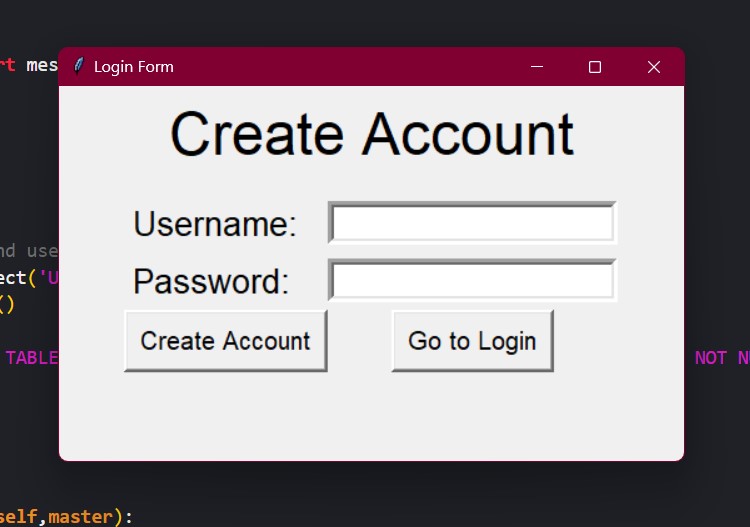 rt mes
Login Form
Create Account
Username:
nd use
Password:
ect('U
()
Create Account Go to Login
TABLE NOT N
self,master):